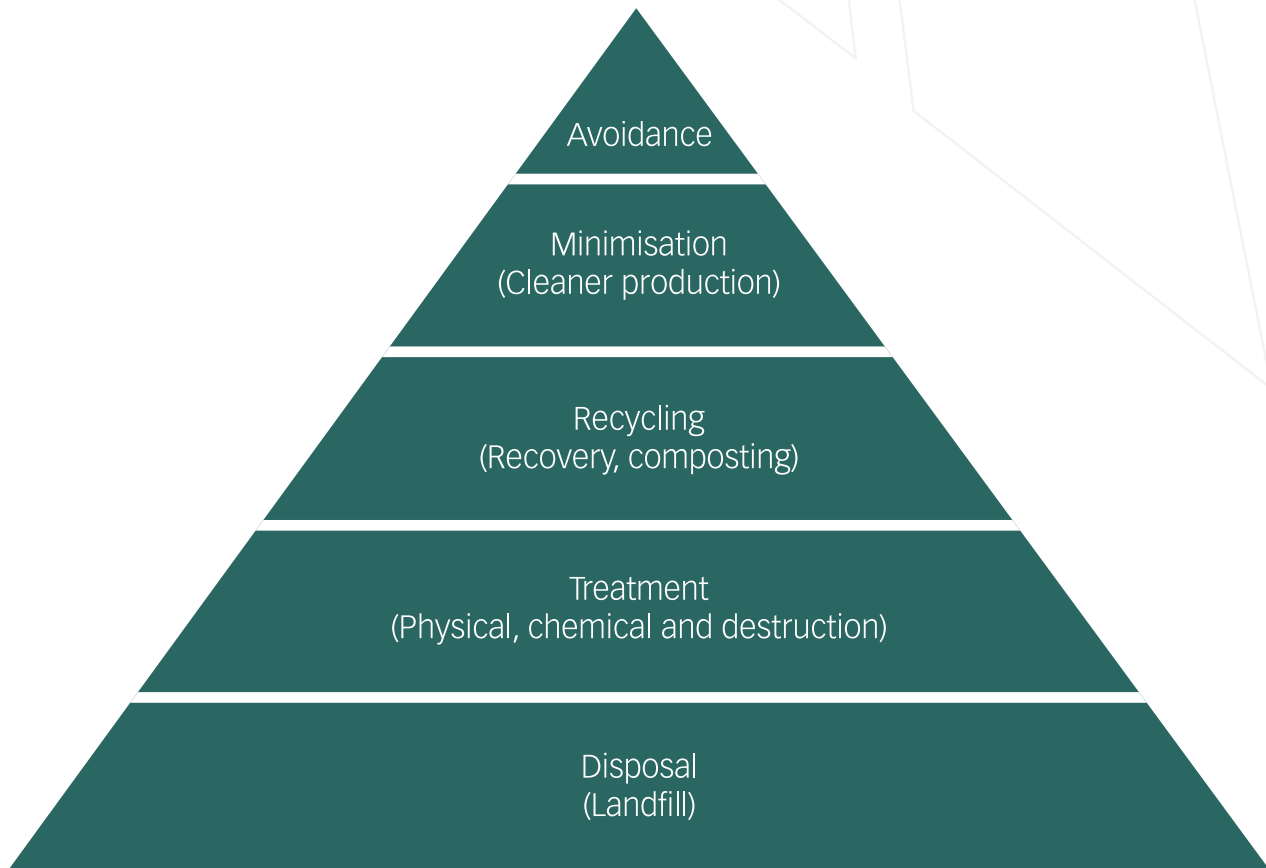 Avoidance
Minimisation
(Cleaner production)
Recycling
(Recovery, composting)
Treatment
(Physical, chemical and destruction)
Disposal
(Landfill)